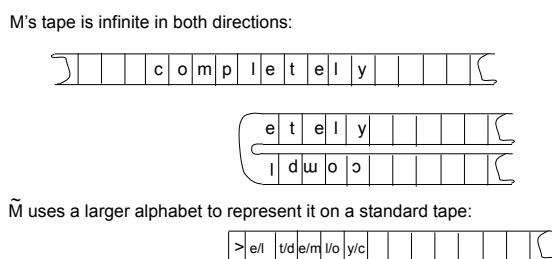 M's tape is infinite in both directions:
c o m p l e t e l y
e t e l y
c o m p l
M̃ uses a larger alphabet to represent it on a standard tape:
> e/l t/d e/m l/o y/c